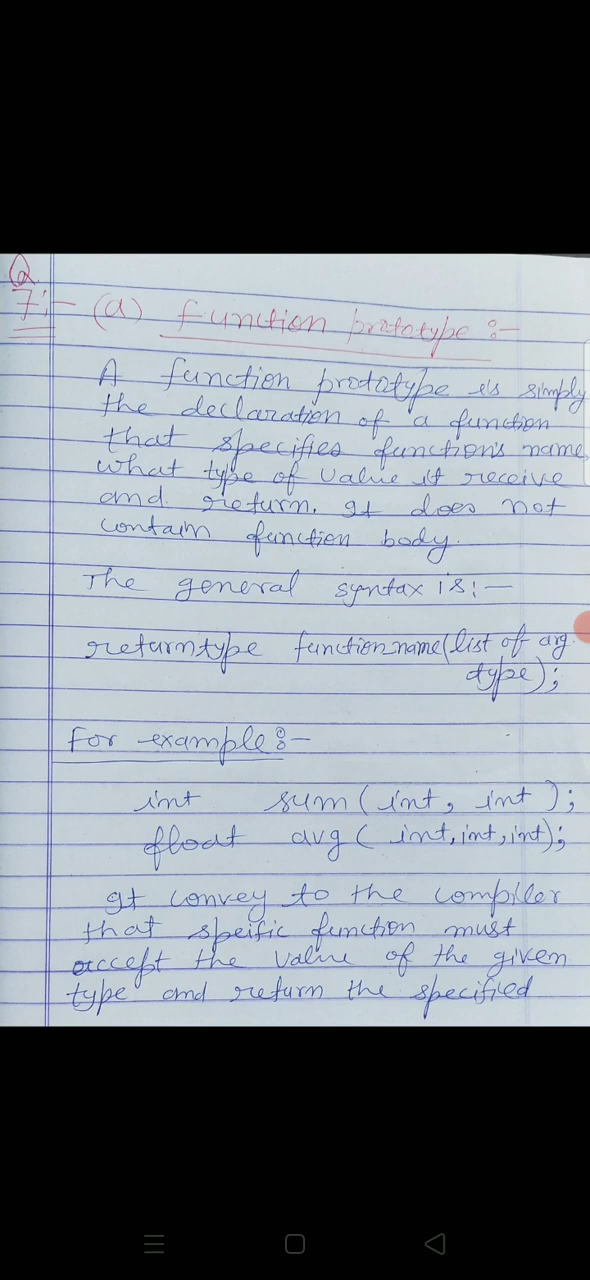 Q
7:- (a) function prototype :-
A function prototype is simply
the declaration of a function
that specifies function's name,
what type of value it receive
and return. It does not
contain function body.
The general syntax is:-
returntype functionname(list of arg.
type);
For example:-
int sum (int, int);
float avg (int, int, int);
It convey to the compiler
that speific function must
accept the value of the given
type and return the specified